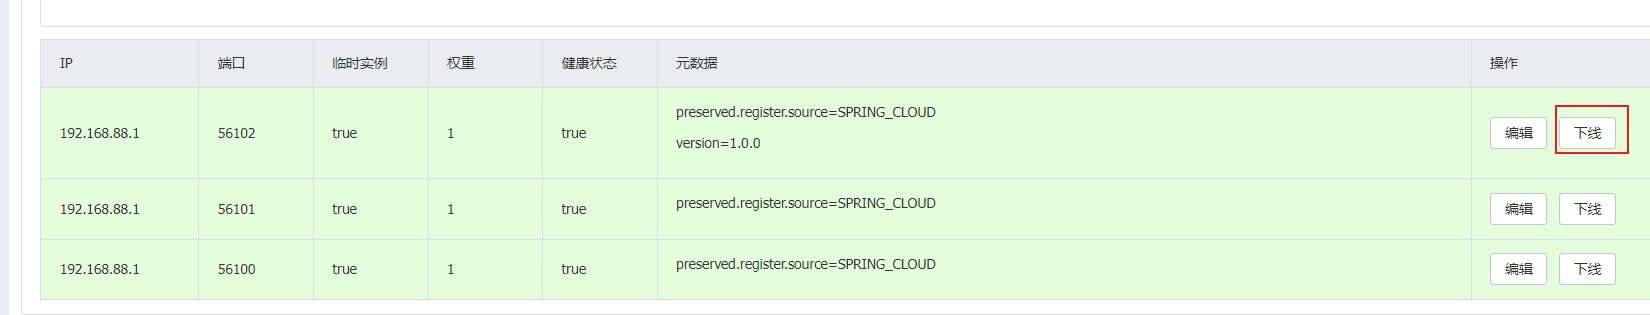 IP 端口 临时实例 权重 健康状态 元数据 操作
preserved.register.source=SPRING_CLOUD
192.168.88.1 56102 true 1 true 编辑 下线
version=1.0.0
192.168.88.1 56101 true 1 true preserved.register.source=SPRING_CLOUD 编辑 下线
192.168.88.1 56100 true 1 true preserved.register.source=SPRING_CLOUD 编辑 下线